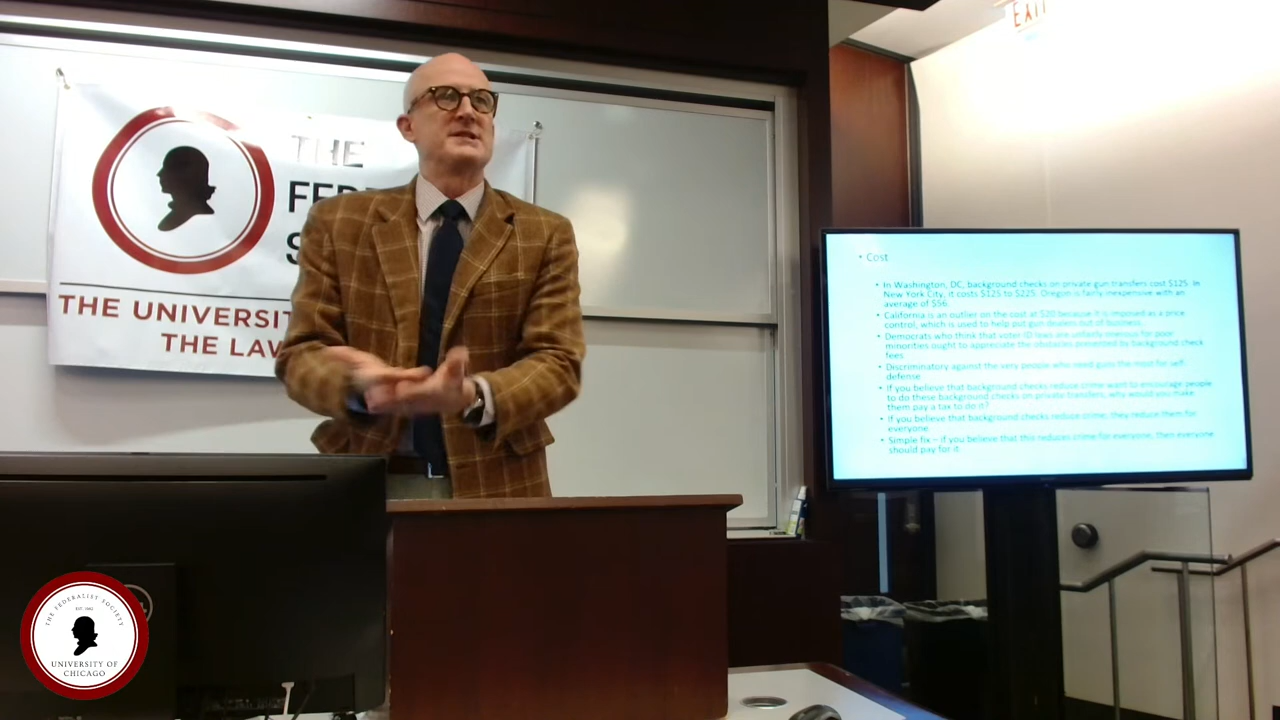 EXIT
THE
FED
S
THE UNIVERSIT
THE LAW
• Cost
• In Washington, DC, background checks on private gun transfers cost $125. In
New York City, it costs $125 to $225. Oregon is fairly inexpensive with an
average of $56.
• California is an outlier on the cost at $20 because it is imposed as a price
control, which is used to help put gun dealers out of business.
• Democrats who think that voter ID laws are unfairly onerous for poor
minorities ought to appreciate the obstacles presented by background check
fees.
• Discriminatory against the very people who need guns the most for self-
defense
• If you believe that background checks reduce crime want to encourage people
to do these background checks on private transfers, why would you make
them pay a tax to do it?
• If you believe that background checks reduce crime, they reduce them for
everyone
• Simple fix – if you believe that this reduces crime for everyone, then everyone
should pay for it
THE FEDERALIST SOCIETY
EST. 1982
UNIVERSITY OF
CHICAGO